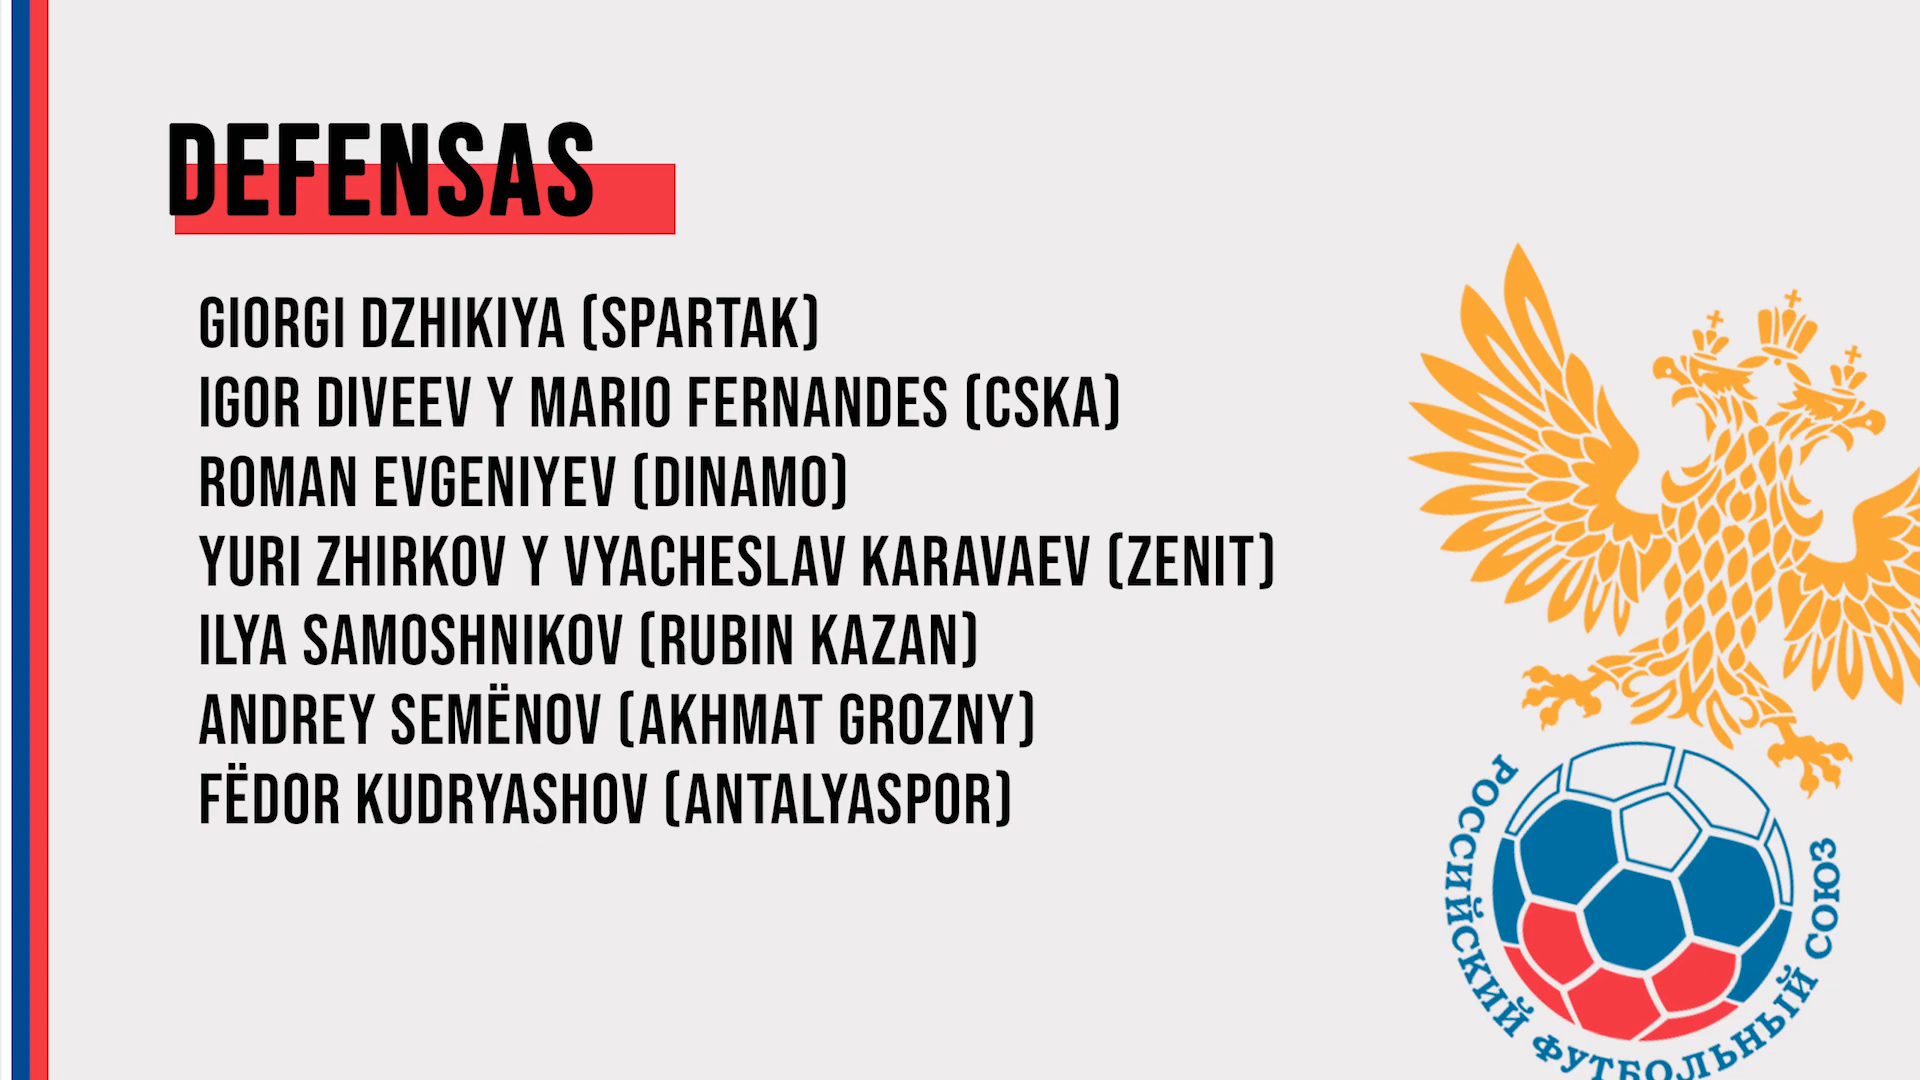 DEFENSAS
GIORGI DZHIKIYA (SPARTAK)
IGOR DIVEEV Y MARIO FERNANDES (CSKA)
ROMAN EVGENIYEV (DINAMO)
YURI ZHIRKOV Y VYACHESLAV KARAVAEV (ZENIT)
ILYA SAMOSHNIKOV (RUBIN KAZAN)
ANDREY SEMËNOV (AKHMAT GROZNY)
FËDOR KUDRYASHOV (ANTALYASPOR)
РОССИЙСКИЙ ФУТБОЛЬНЫЙ СОЮЗ